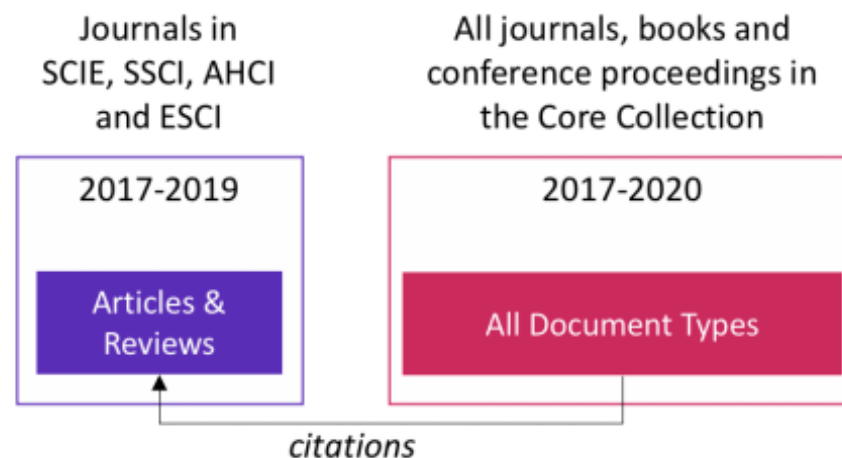 Journals in
SCIE, SSCI, AHCI
and ESCI
All journals, books and
conference proceedings in
the Core Collection
2017-2019
2017-2020
Articles &
Reviews
All Document Types
citations